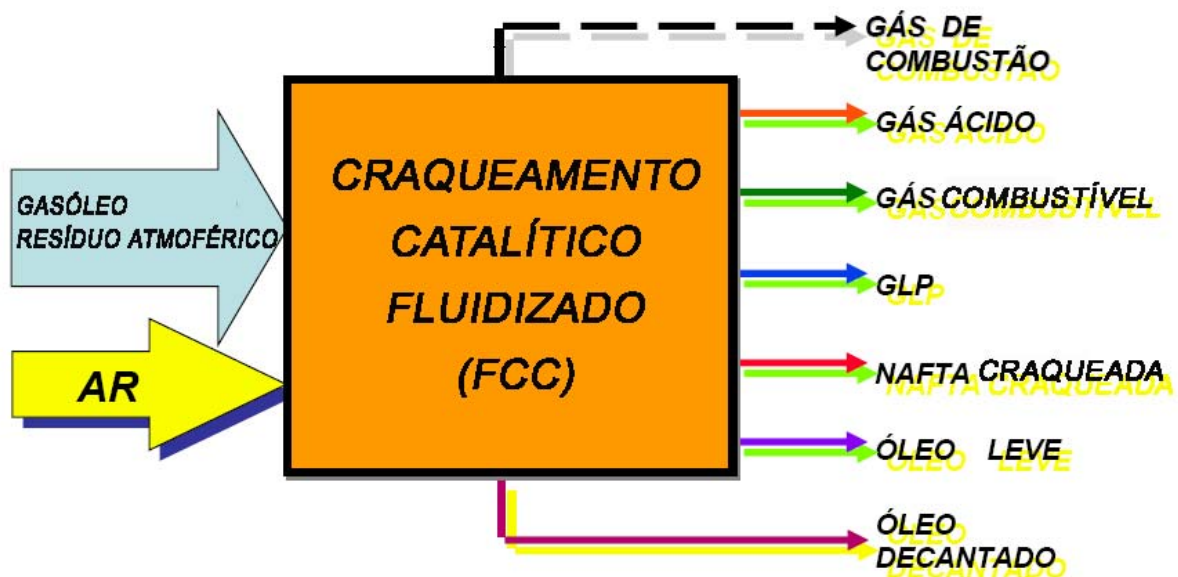 GÁS DE
COMBUSTÃO
GÁS ÁCIDO
GÁS COMBUSTÍVEL
GLP
NAFTA CRAQUEADA
ÓLEO LEVE
ÓLEO
DECANTADO
GASÓLEO
RESÍDUO ATMOFÉRICO
AR
CRAQUEAMENTO
CATALÍTICO
FLUIDIZADO
(FCC)